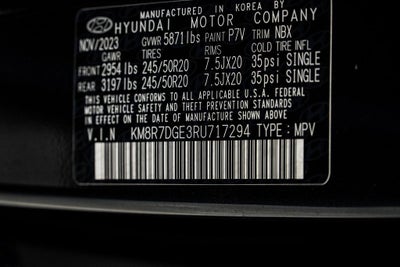 MANUFACTURED IN KOREA BY
HYUNDAI MOTOR COMPANY
NOV/2023 GVWR 5871 lbs PAINT P7V TRIM NBX
GAWR TIRES RIMS COLD TIRE INFL
FRONT 2954 lbs 245/50R20 7.5JX20 35psi SINGLE
REAR 3197 lbs 245/50R20 7.5JX20 35psi SINGLE
THIS VEHICLE CONFORMS TO ALL APPLICABLE U.S.A. FEDERAL
MOTOR VEHICLE SAFETY AND THEFT PREVENTION STANDARDS
IN EFFECT ON THE DATE OF MANUFACTURE SHOWN ABOVE.
V.I.N KM8R7DGE3RU717294 TYPE : MPV